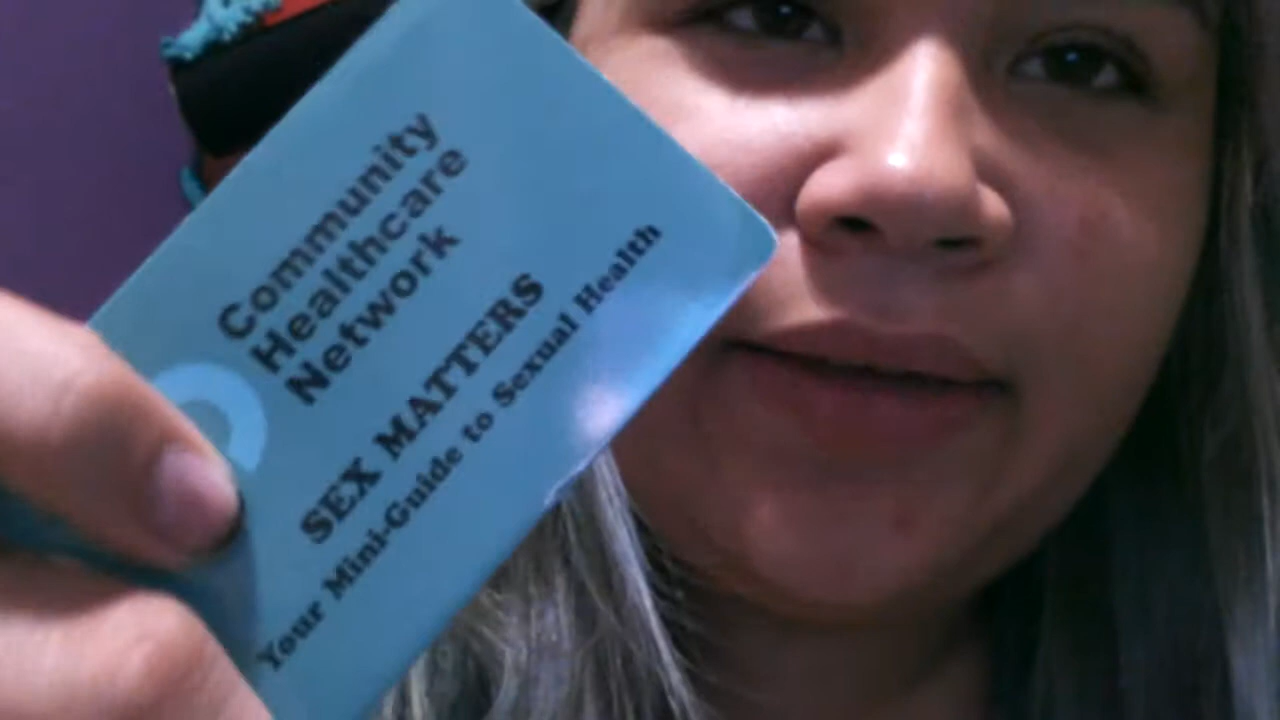 Community
Healthcare
Network
SEX MATTERS
Your Mini-Guide to Sexual Health